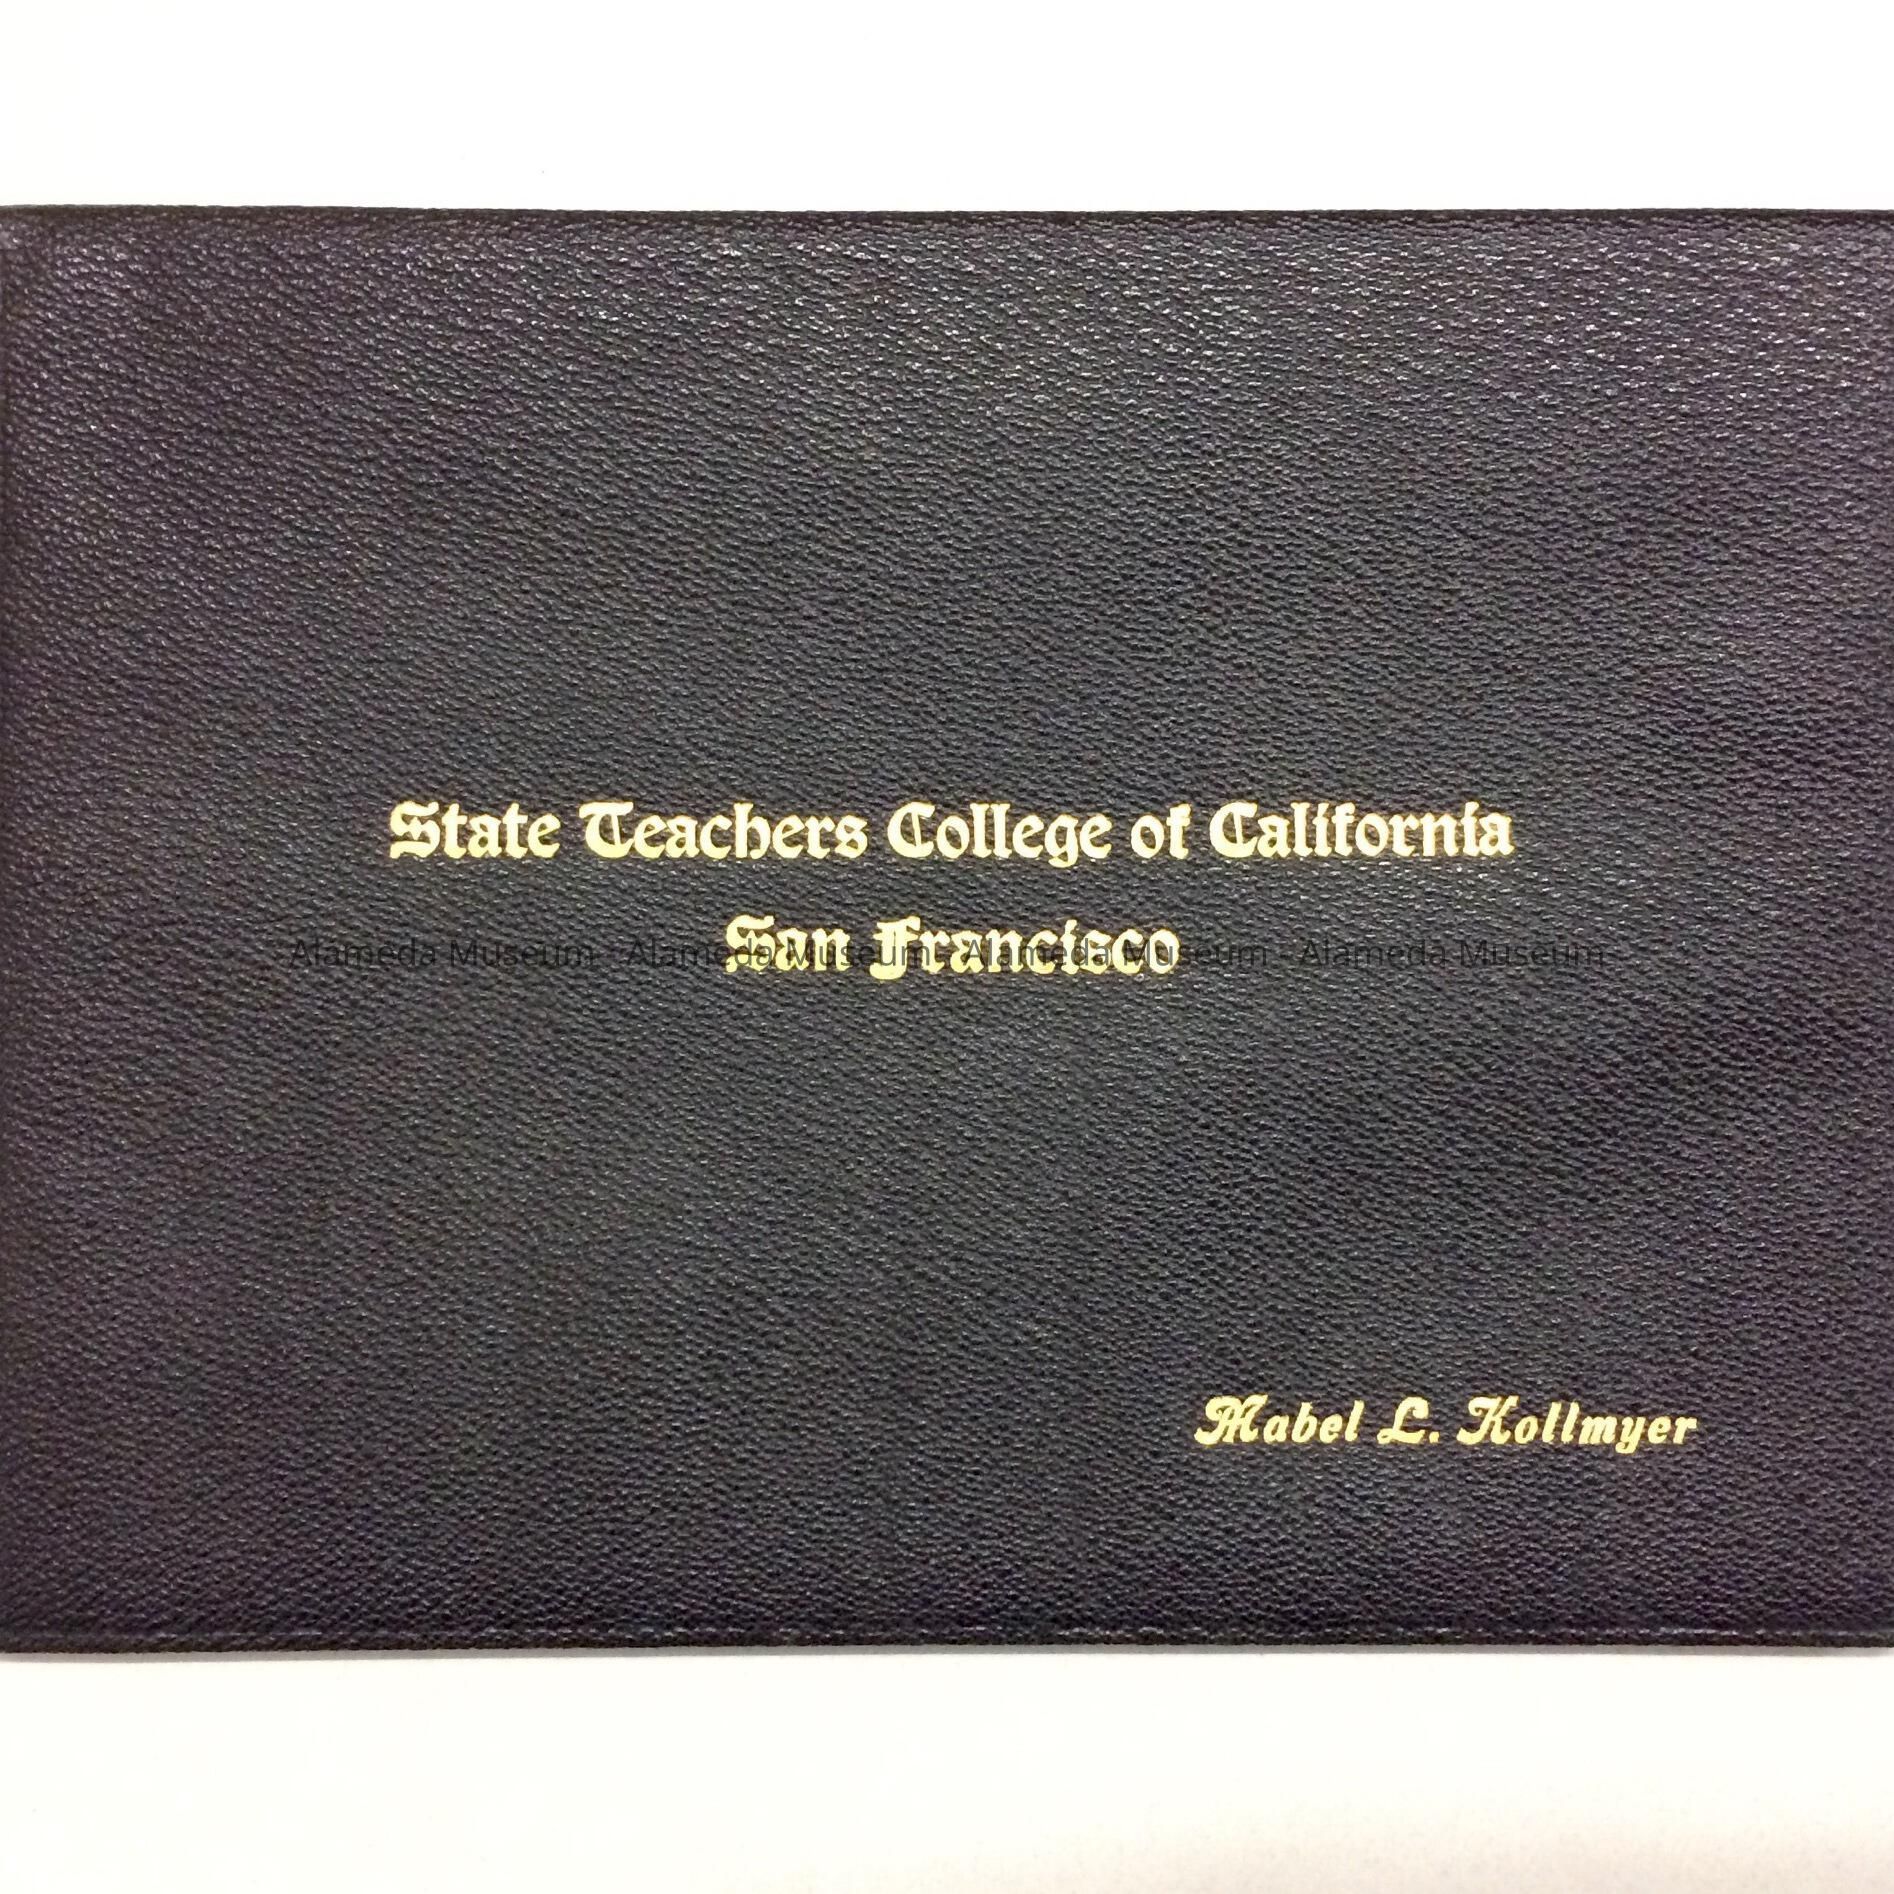 State Teachers College of California
San Francisco
Alameda Museum - Alameda Museum - Alameda Museum - Alameda Museum
Mabel L. Kollmyer